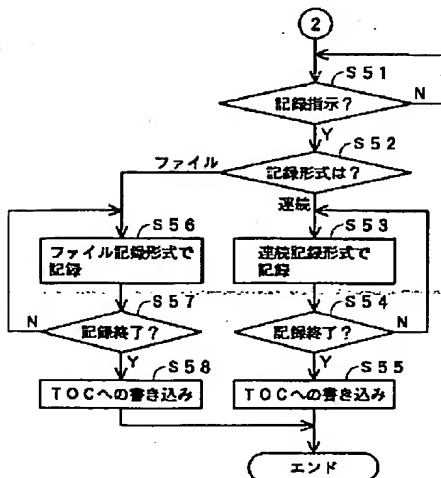 2
S51
記録指示?
N
Y
S52
ファイル
記録形式は?
連続
S56
S53
ファイル記録形式で
記録
連続記録形式で
記録
S57
S54
N
記録終了?
記録終了?
N
Y
Y
S58
S55
TOCへの書き込み
TOCへの書き込み
エンド